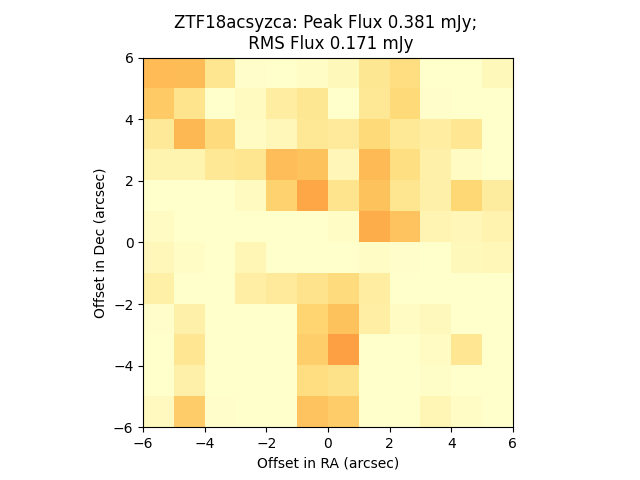 ZTF18acsyzca: Peak Flux 0.381 mJy;
RMS Flux 0.171 mJy
6
4
2
0
−2
−4
−6
Offset in Dec (arcsec)
−6 −4 −2 0 2 4 6
Offset in RA (arcsec)